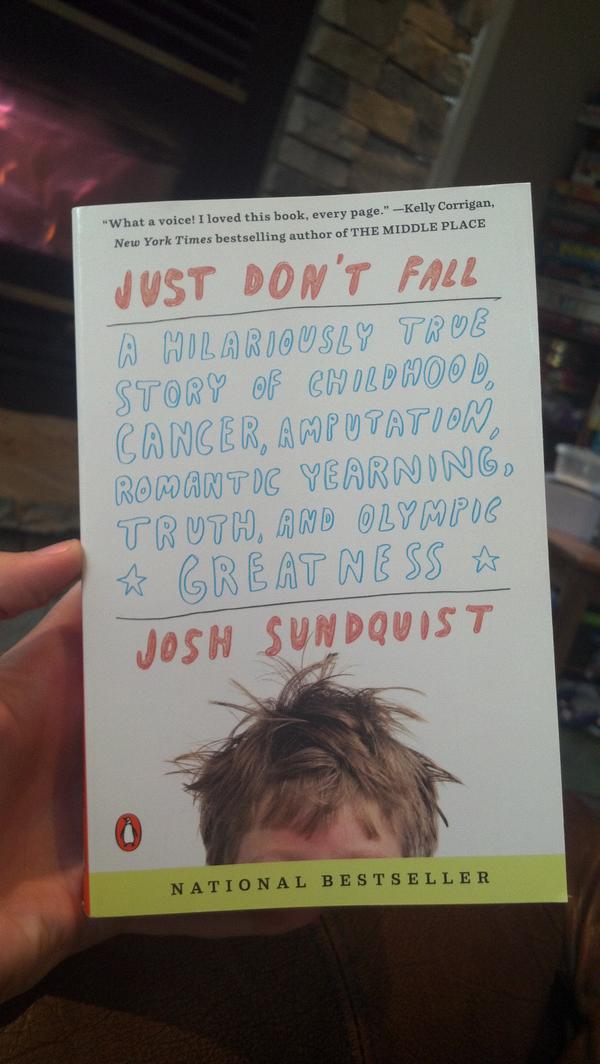 "What a voice! I loved this book, every page." —Kelly Corrigan,
New York Times bestselling author of THE MIDDLE PLACE
JUST DON'T FALL
A HILARIOUSLY TRUE
STORY OF CHILDHOOD,
CANCER, AMPUTATION,
ROMANTIC YEARNING,
TRUTH, AND OLYMPIC
GREATNESS
JOSH SUNDQUIST
NATIONAL BESTSELLER